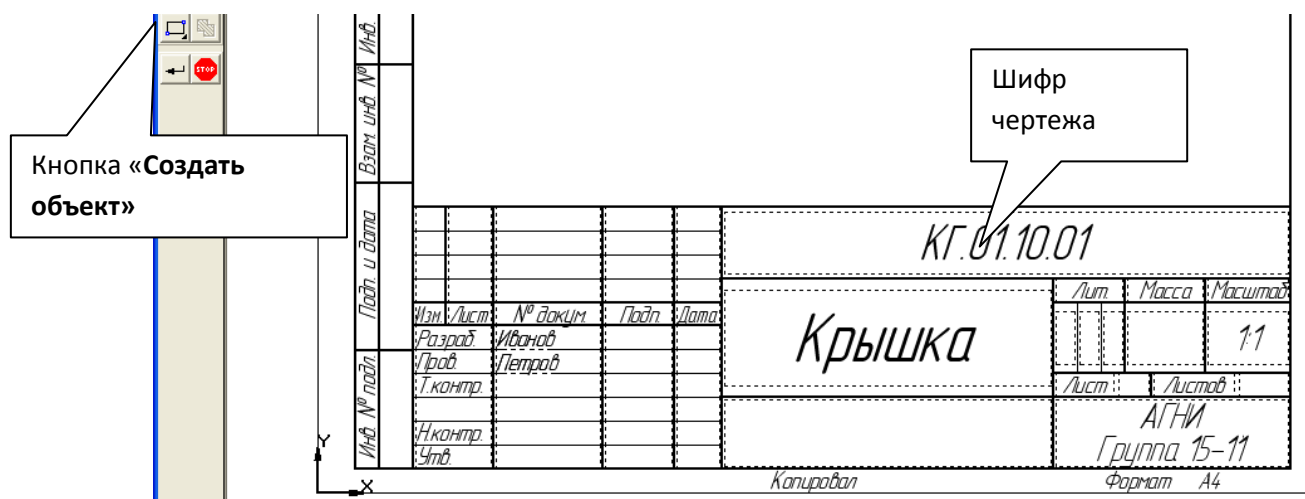 STOP
Кнопка «Создать
объект»
Шифр
чертежа
Инв.
Взам. инв. №
Подп. и дата
Инв. № подл.
КГ.01.10.01
Лит. Масса Масштаб
Изм. Лист № докум. Подп. Дата
Разраб. Иванов
Крышка
1:1
Пров. Петров
Т.контр.
Лист Листов
АГНИ
Н.контр.
Группа 15-11
Утв.
Y
X
Копировал Формат А4